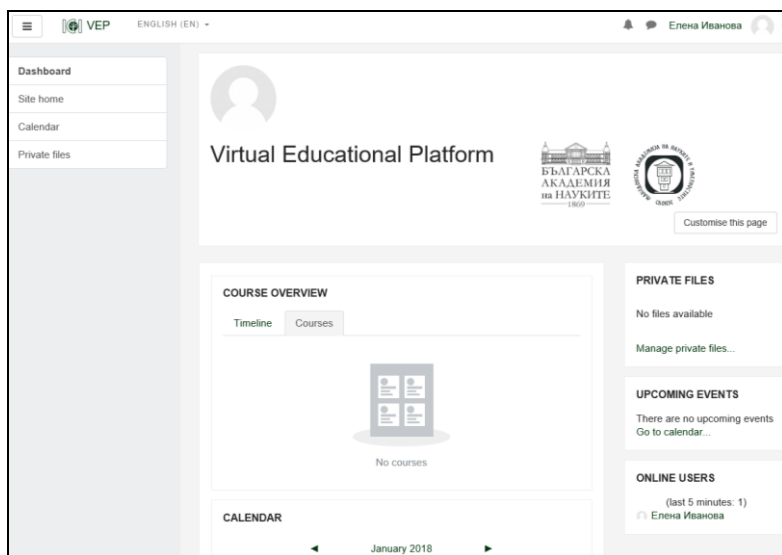 VEP
ENGLISH (EN)
Елена Иванова
Dashboard
Site home
Calendar
Private files
Virtual Educational Platform
БЪЛГАРСКА
АКАДЕМИЯ
на НАУКИТЕ
1869
Customise this page
COURSE OVERVIEW
Timeline Courses
No courses
CALENDAR
January 2018
PRIVATE FILES
No files available
Manage private files...
UPCOMING EVENTS
There are no upcoming events
Go to calendar...
ONLINE USERS
(last 5 minutes: 1)
Елена Иванова